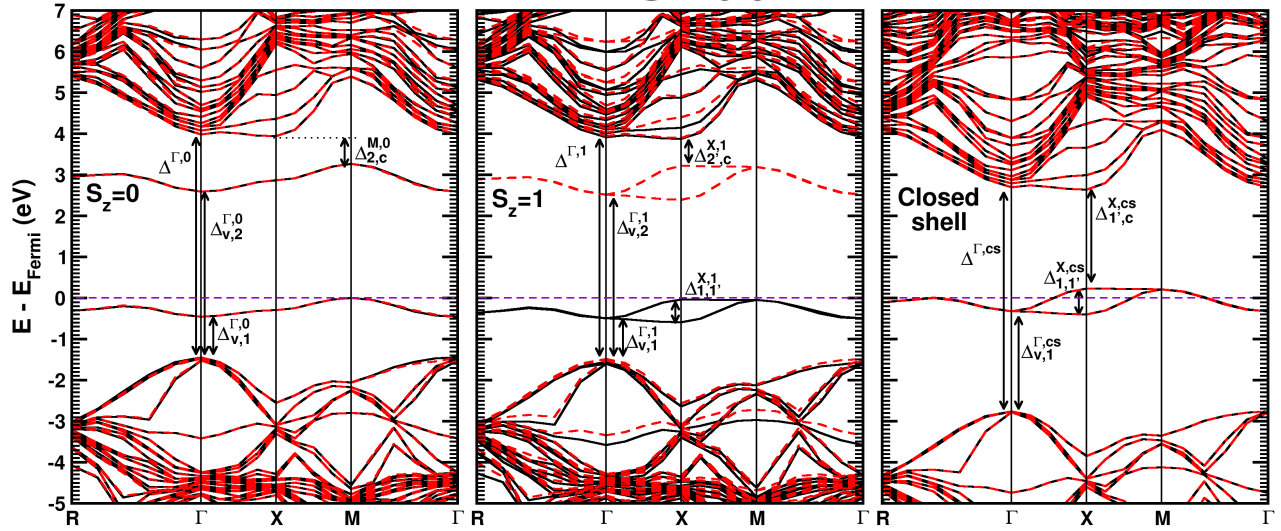 E - E_Fermi (eV)
7
6
5
4
3
2
1
0
-1
-2
-3
-4
-5
S_z=0
Δ^Γ,0
Δ^Γ,0_v,2
Δ^Γ,0_v,1
Δ^M,0_2,c
R Γ X M Γ
S_z=1
Δ^Γ,1
Δ^Γ,1_v,2
Δ^Γ,1_v,1
Δ^X,1_2',c
Δ^X,1_1,1'
R Γ X M Γ
Closed
shell
Δ^Γ,cs
Δ^Γ,cs_v,1
Δ^X,cs_1',c
Δ^X,cs_1,1'
R Γ X M Γ